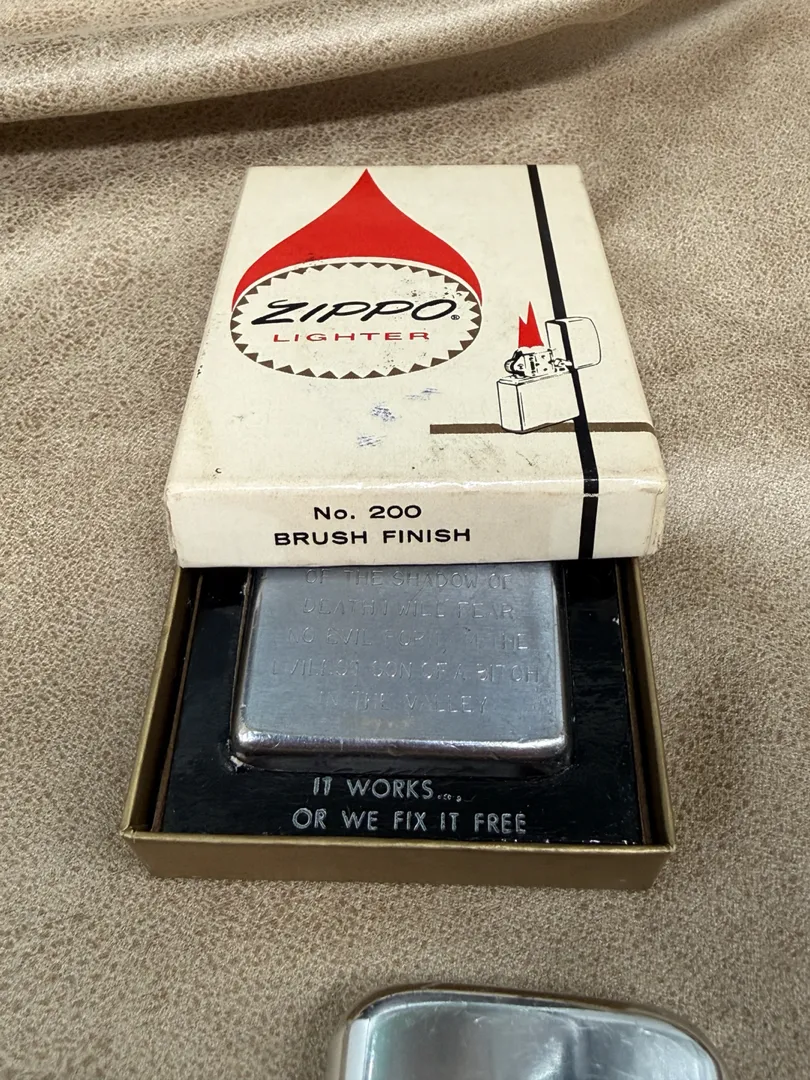 ZIPPO®
LIGHTER
No. 200
BRUSH FINISH
OF THE SHADOW OF
DEATH I WILL FEAR
NO EVIL FOR THE
EVILEST SON OF A BITCH
IN THE VALLEY
IT WORKS...
OR WE FIX IT FREE